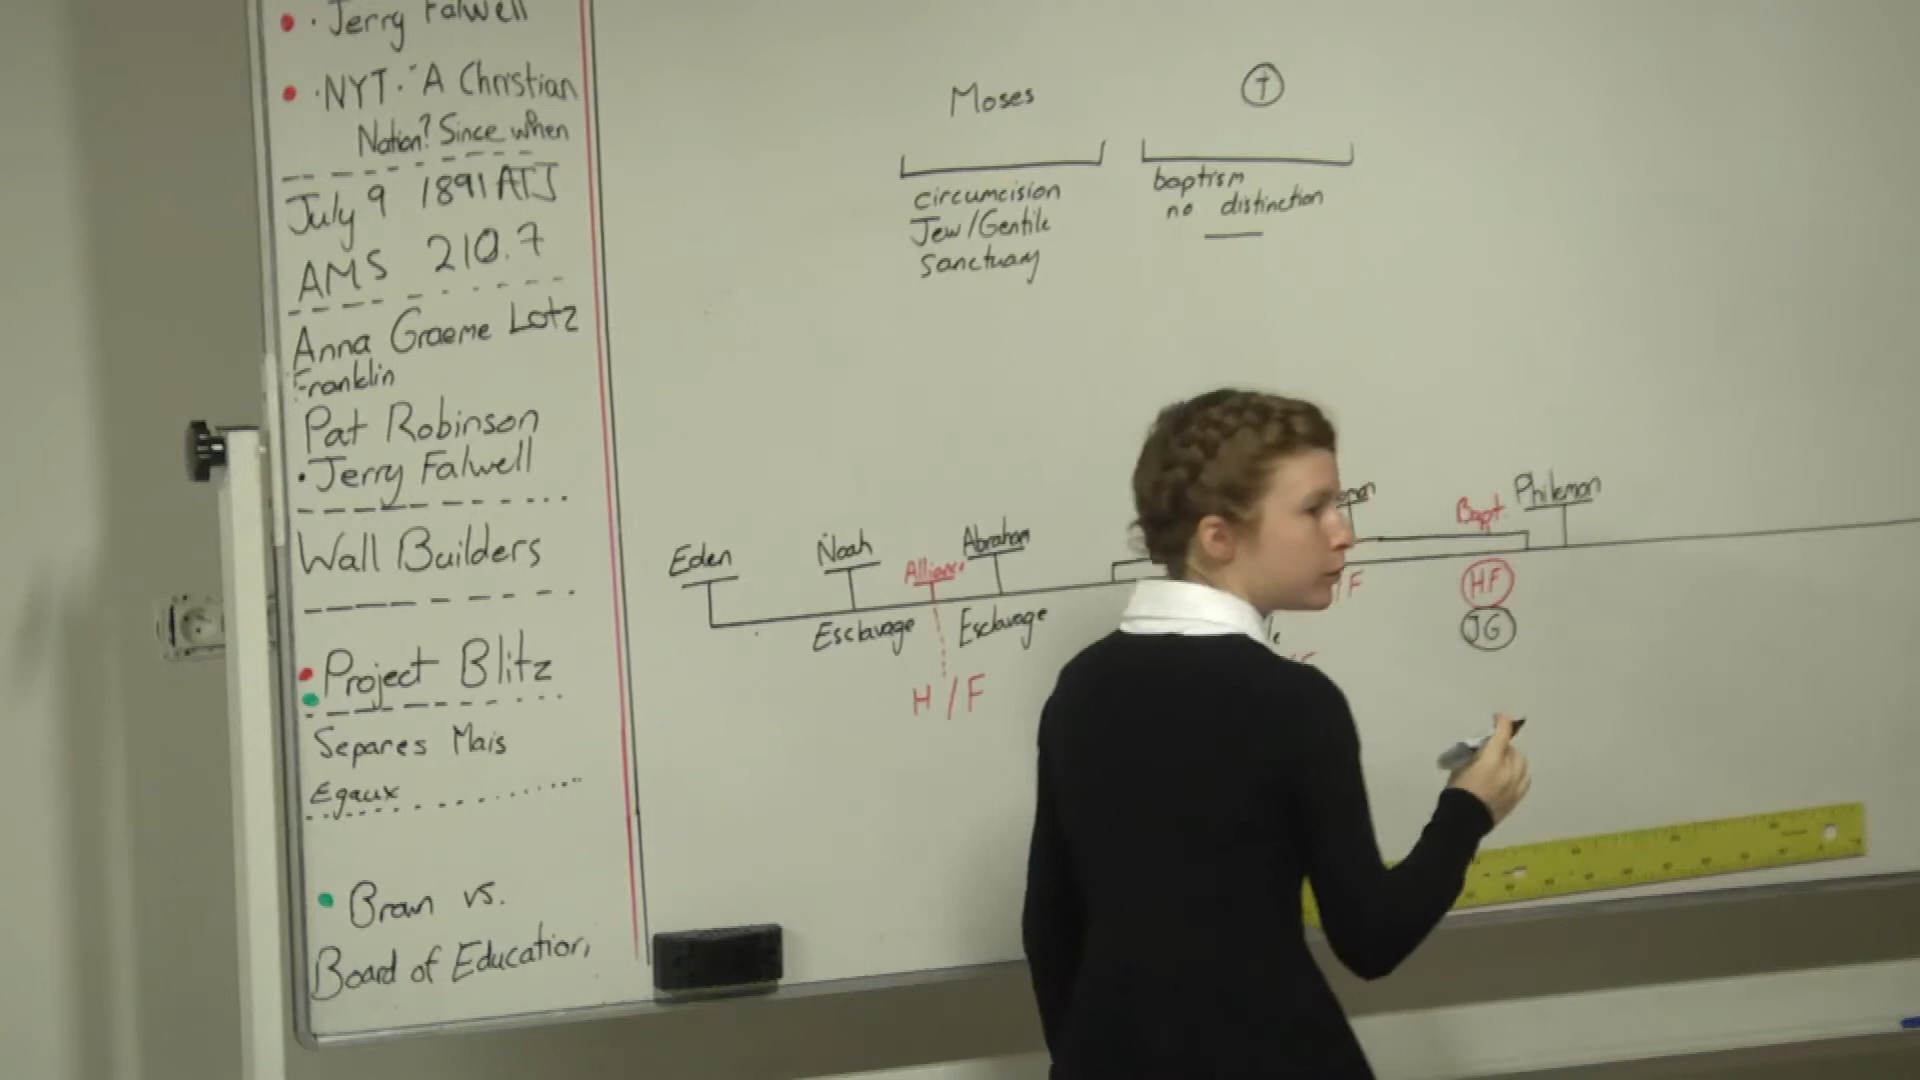 · Jerry Falwell
· NYT. "A Christian
Nation? Since when
July 9 1891 ATJ
AMS 210.7
Anna Graeme Lotz
Franklin
Pat Robinson
· Jerry Falwell
Wall Builders
Project Blitz
Separes Mais
Egaux
Brown vs.
Board of Education,
Moses
circumcision
Jew/Gentile
Sanctuary
†
baptism
no distinction
Eden
Noah
Alliance
Abraham
Bapt.
Philemon
Esclavage
Esclavage
H/F
/F
HF
JG